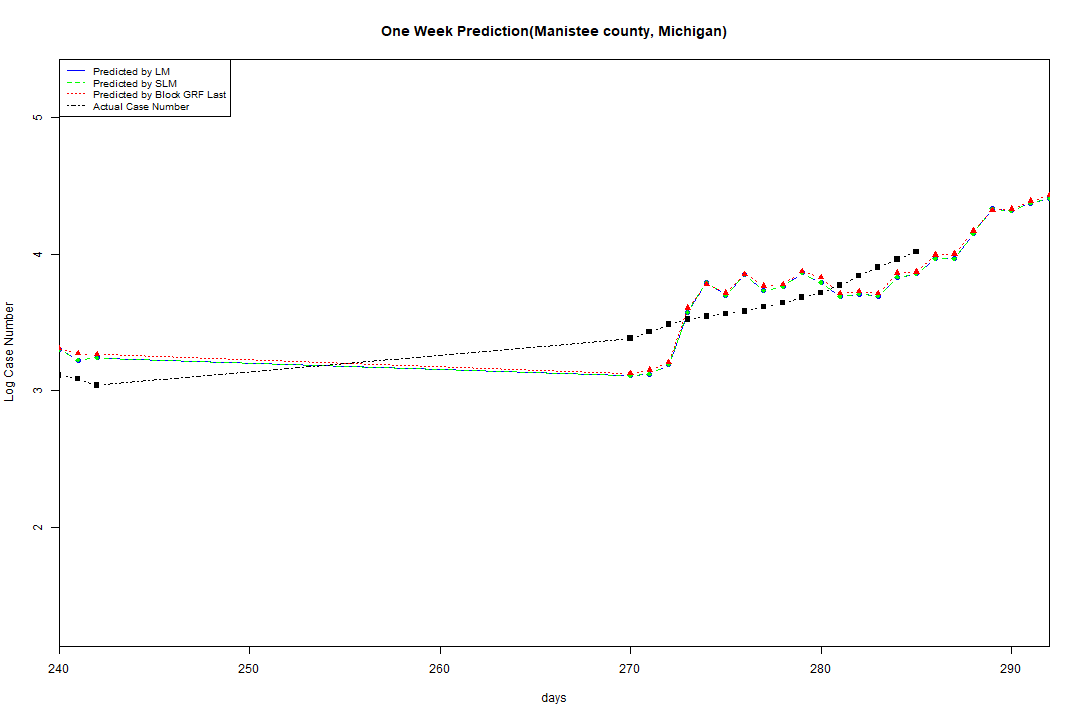 One Week Prediction(Manistee county, Michigan)
Predicted by LM
Predicted by SLM
Predicted by Block GRF Last
Actual Case Number
5
4
3
2
Log Case Number
240 250 260 270 280 290
days